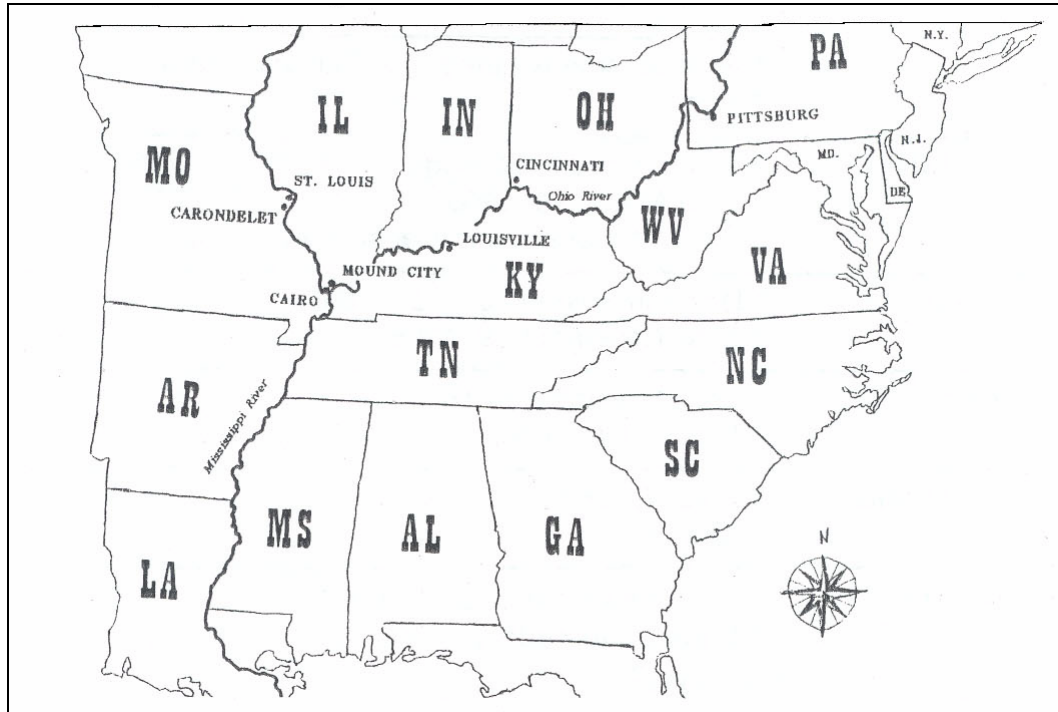 N.Y.
PA
IL
IN
OH
PITTSBURG
N.J.
MO
MD.
CINCINNATI
ST. LOUIS
Ohio River
DE
CARONDELET
WV
LOUISVILLE
VA
MOUND CITY
KY
CAIRO
TN
NC
AR
Mississippi River
SC
MS
AL
GA
N
LA